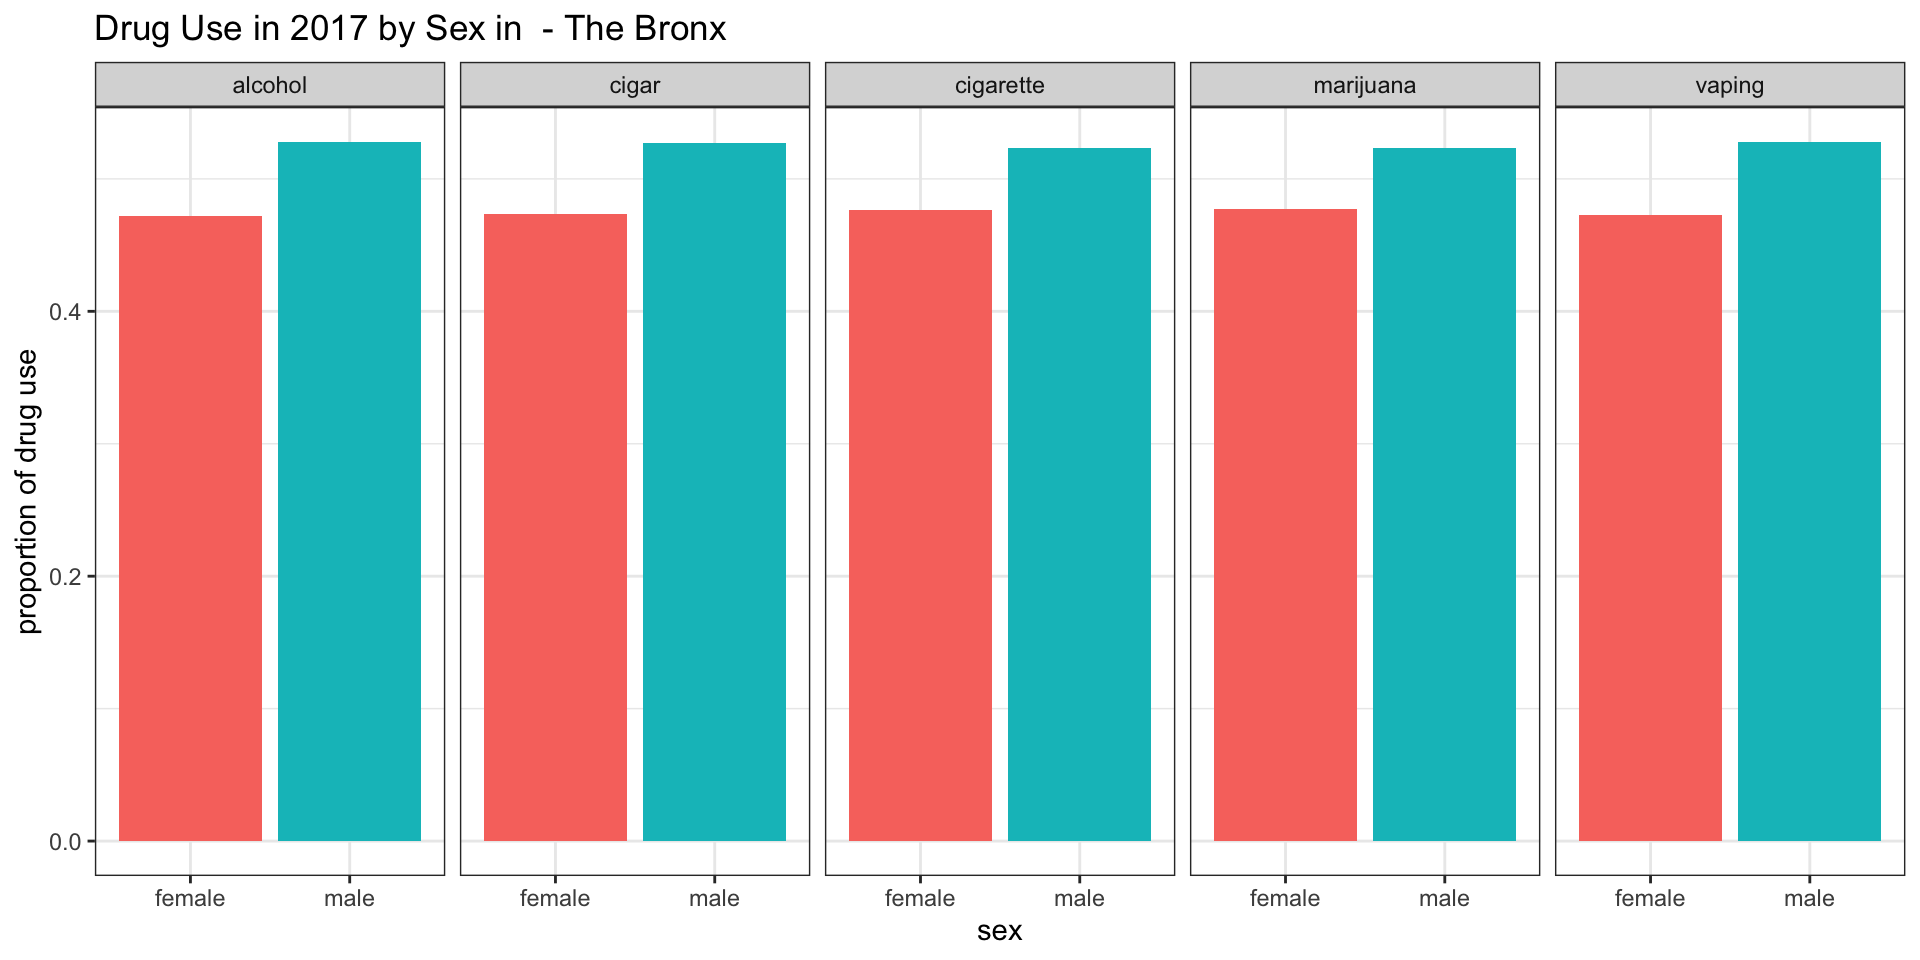 Drug Use in 2017 by Sex in  - The Bronx
alcohol
cigar
cigarette
marijuana
vaping
proportion of drug use
0.4
0.2
0.0
female
male
female
male
female
male
female
male
female
male
sex